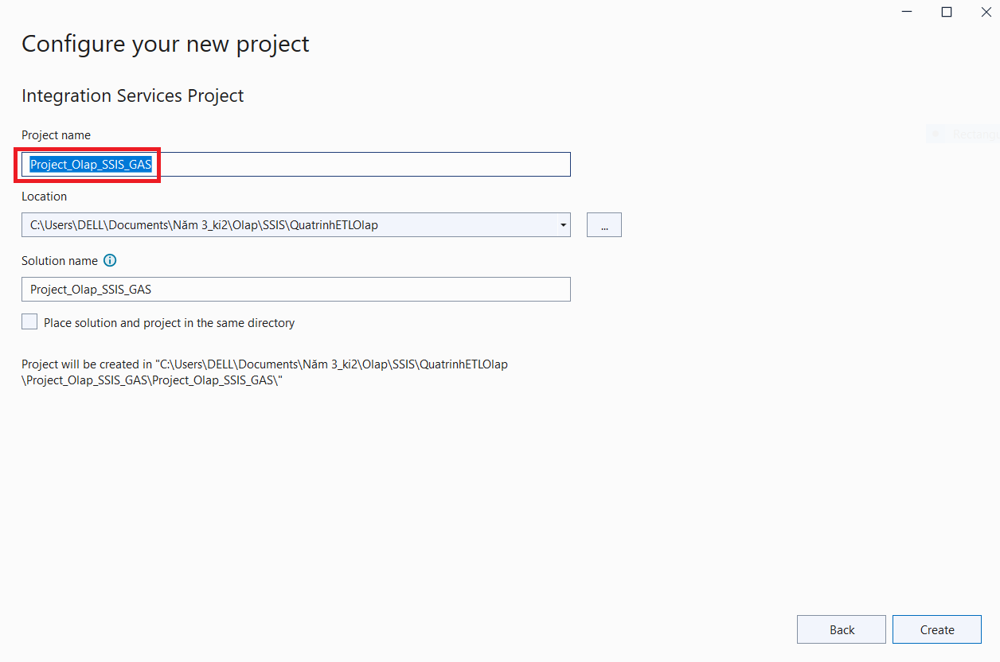 Configure your new project
Integration Services Project
Project name
Project_Olap_SSIS_GAS
Location
C:\Users\DELL\Documents\Năm 3_ki2\Olap\SSIS\QuatrinhETLOlap
...
Solution name
Project_Olap_SSIS_GAS
Place solution and project in the same directory
Project will be created in "C:\Users\DELL\Documents\Năm 3_ki2\Olap\SSIS\QuatrinhETLOlap
\Project_Olap_SSIS_GAS\Project_Olap_SSIS_GAS\"
Back
Create